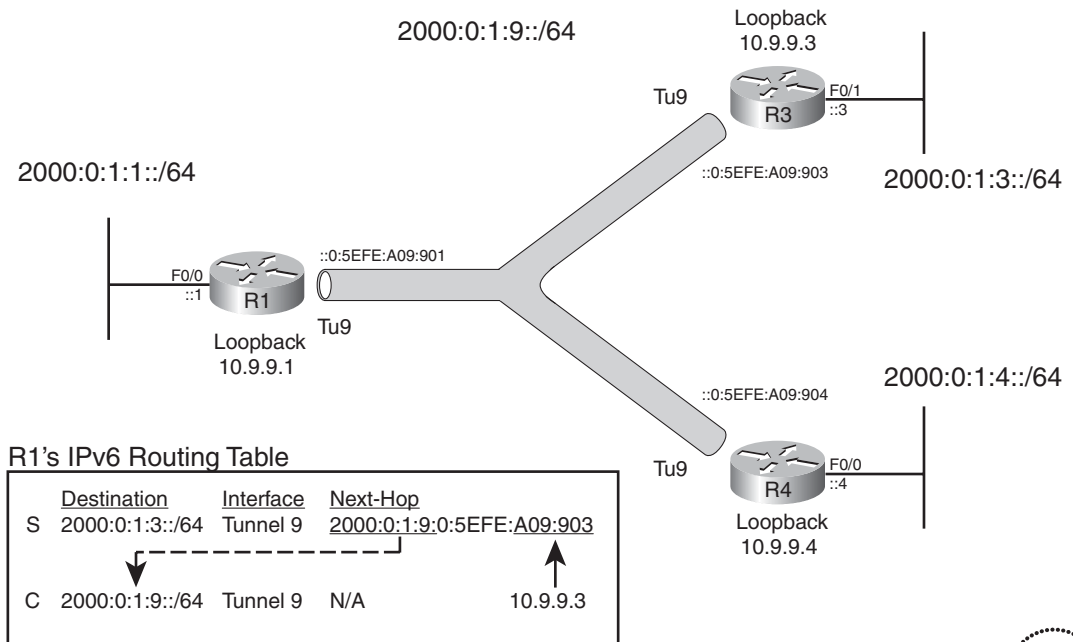 2000:0:1:9::/64
Loopback
10.9.9.3
Tu9
F0/1
::3
R3
::0:5EFE:A09:903
2000:0:1:3::/64
2000:0:1:1::/64
F0/0
::1
R1
::0:5EFE:A09:901
Tu9
Loopback
10.9.9.1
2000:0:1:4::/64
::0:5EFE:A09:904
Tu9
F0/0
::4
R4
Loopback
10.9.9.4
R1's IPv6 Routing Table
Destination Interface Next-Hop
S 2000:0:1:3::/64 Tunnel 9 2000:0:1:9:0:5EFE:A09:903
C 2000:0:1:9::/64 Tunnel 9 N/A 10.9.9.3